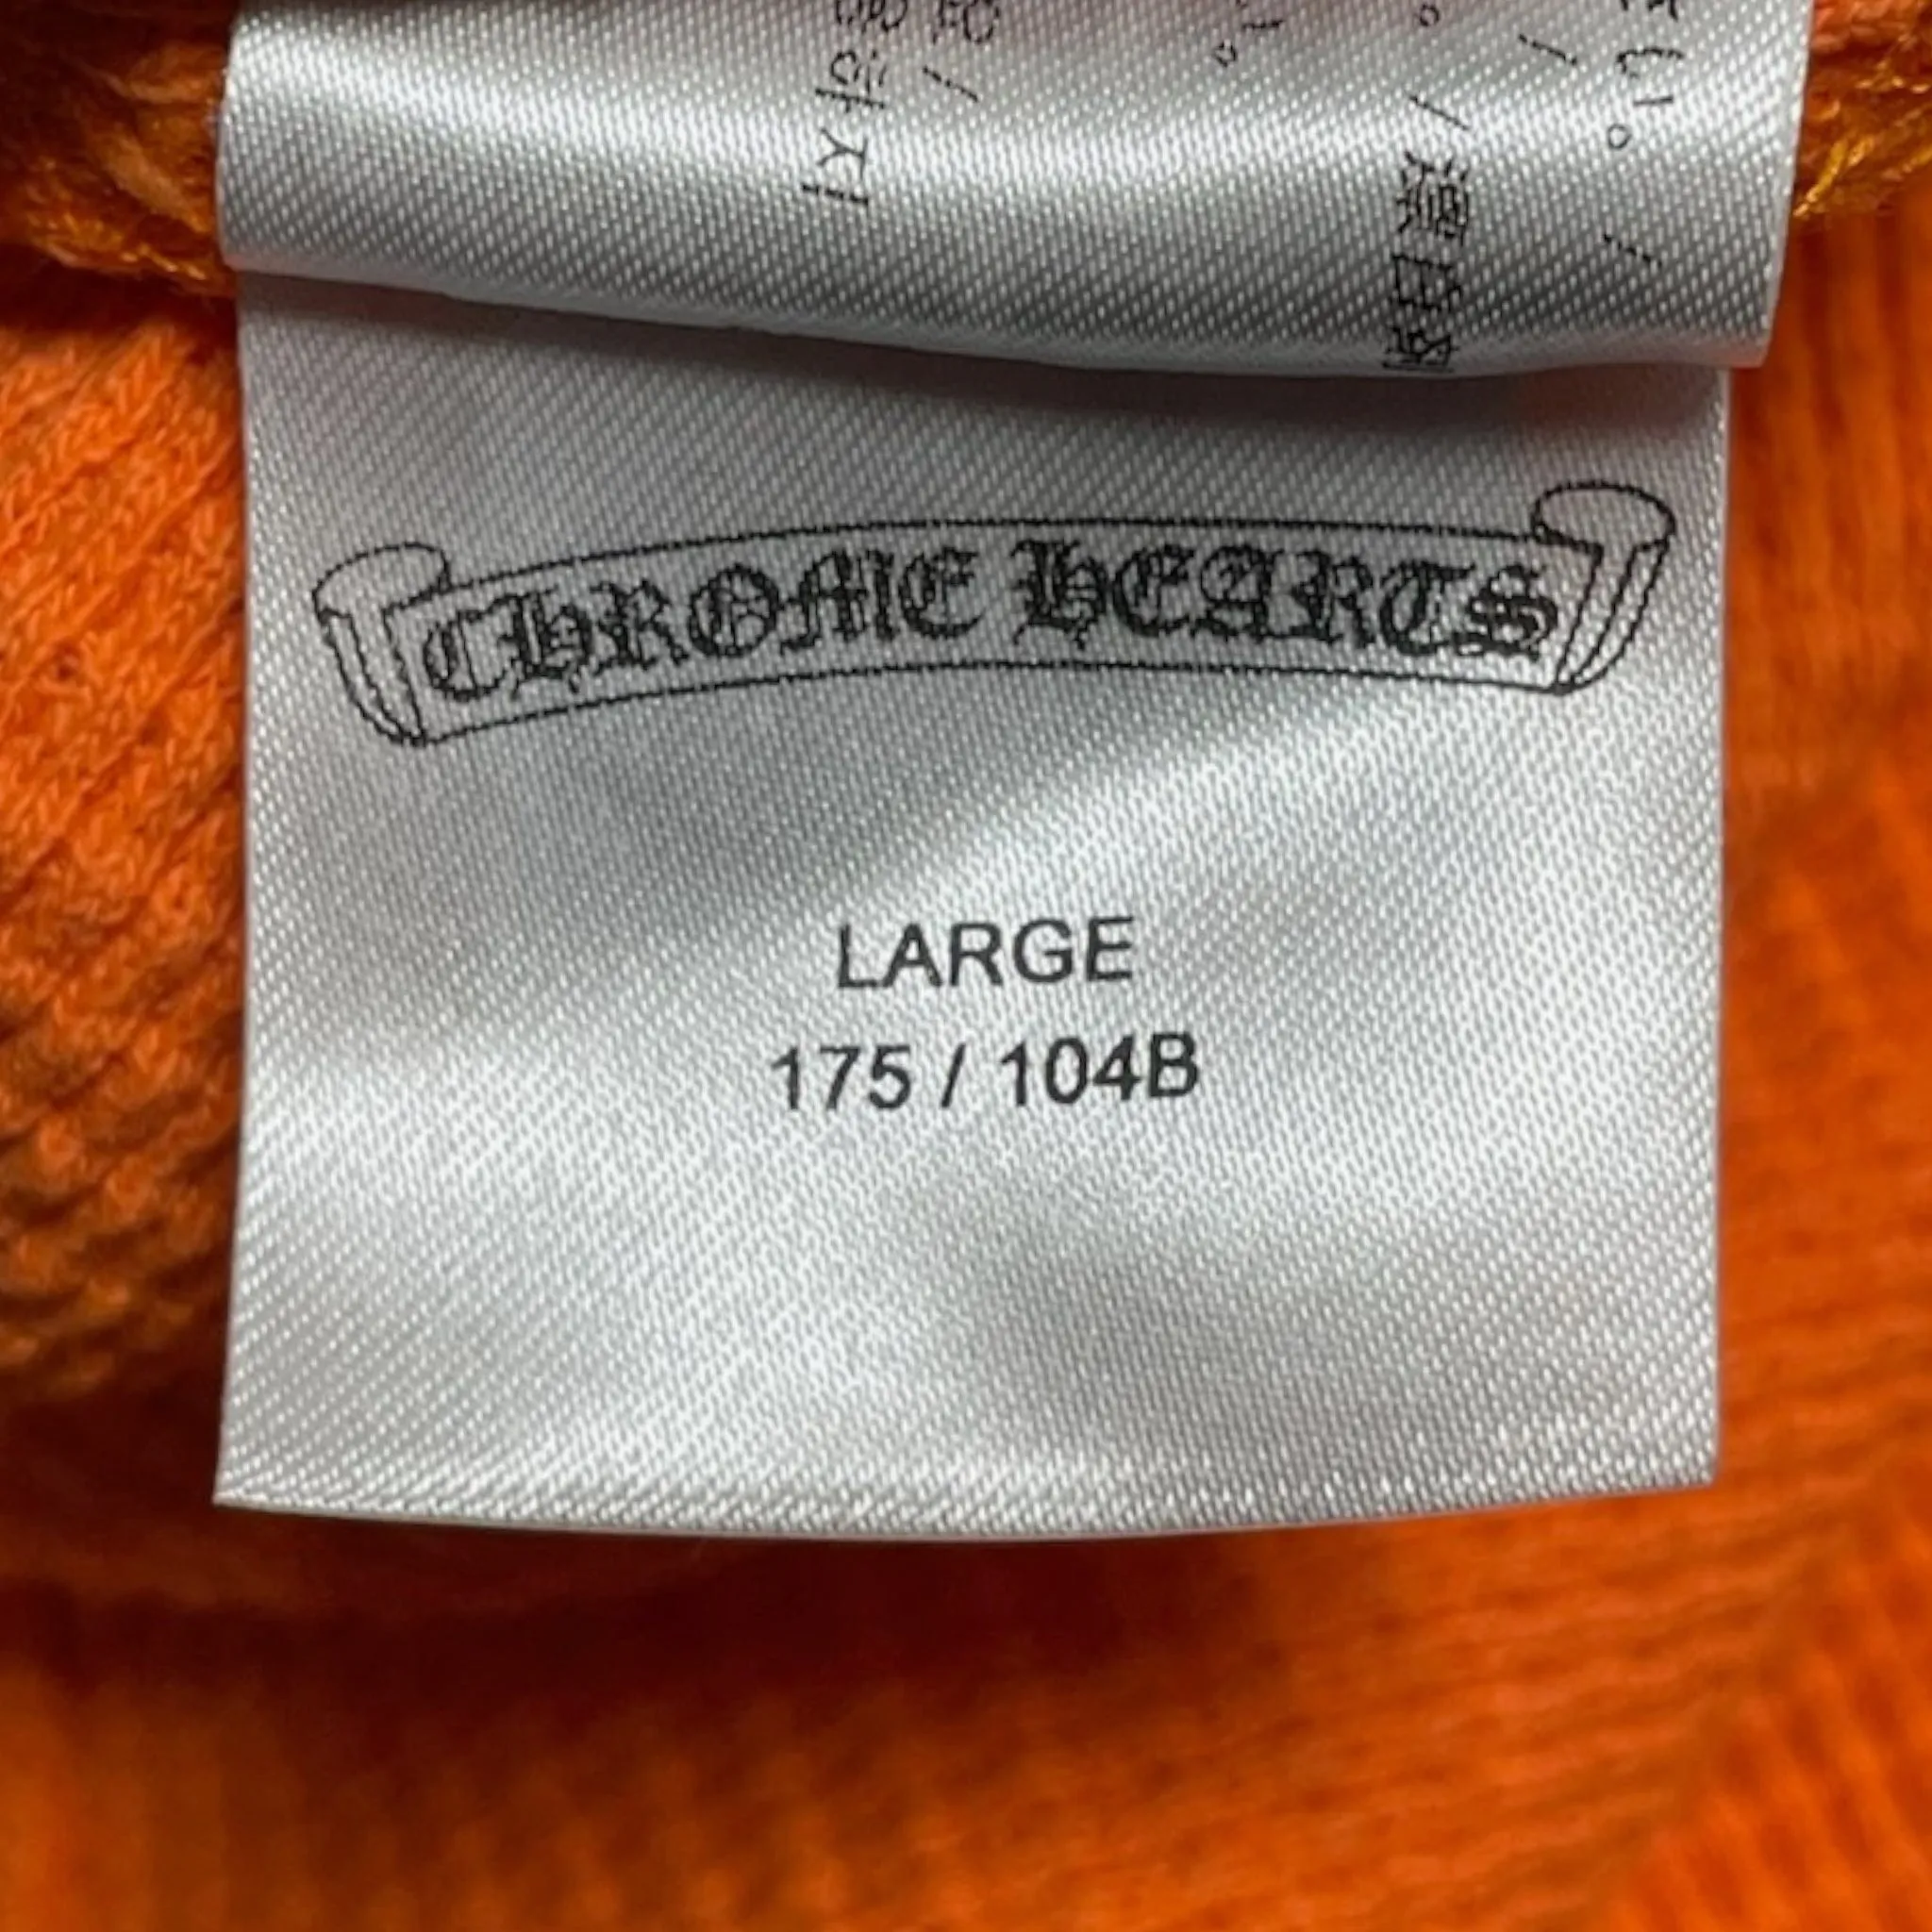 CHROME HEARTS
LARGE
175 / 104B